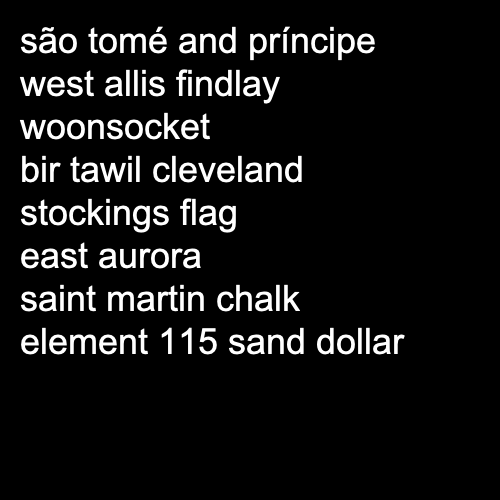 são tomé and príncipe
west allis findlay
woonsocket
bir tawil cleveland
stockings flag
east aurora
saint martin chalk
element 115 sand dollar